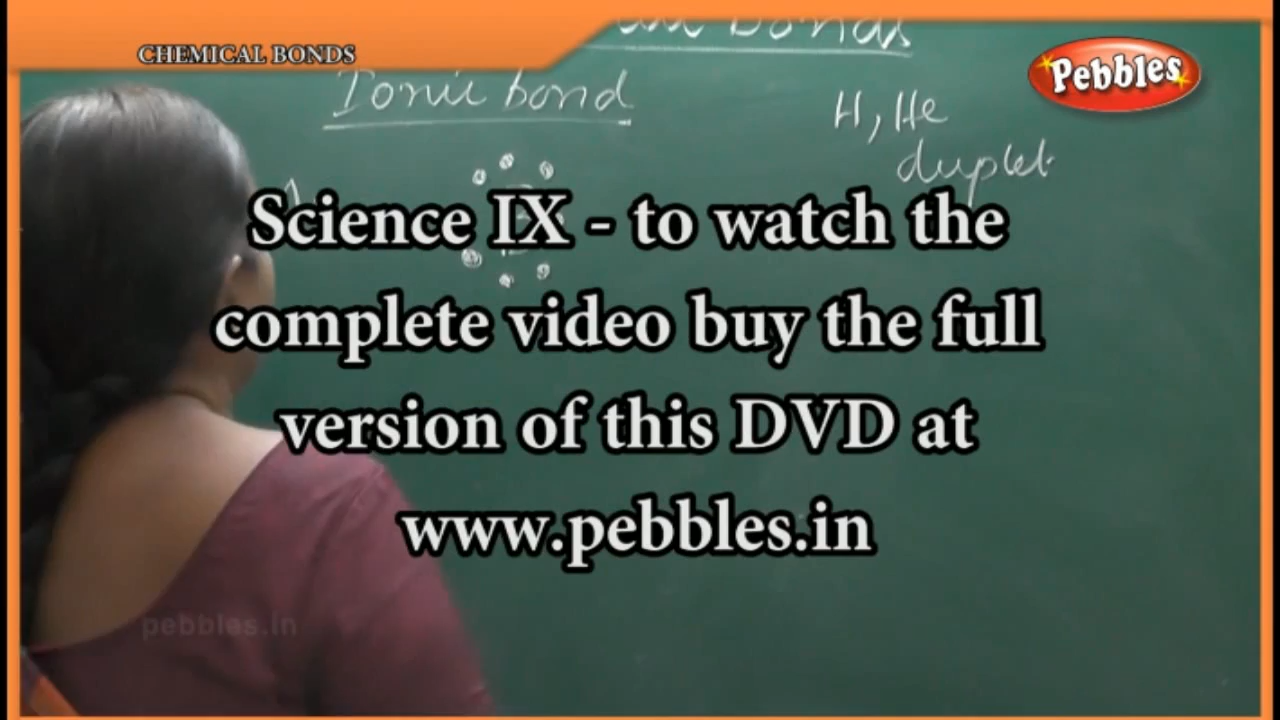 CHEMICAL BONDS
Bonds
Pebbles
Ionic bond
H, He
duplet
Science IX - to watch the
complete video buy the full
version of this DVD at
www.pebbles.in
pebbles.in